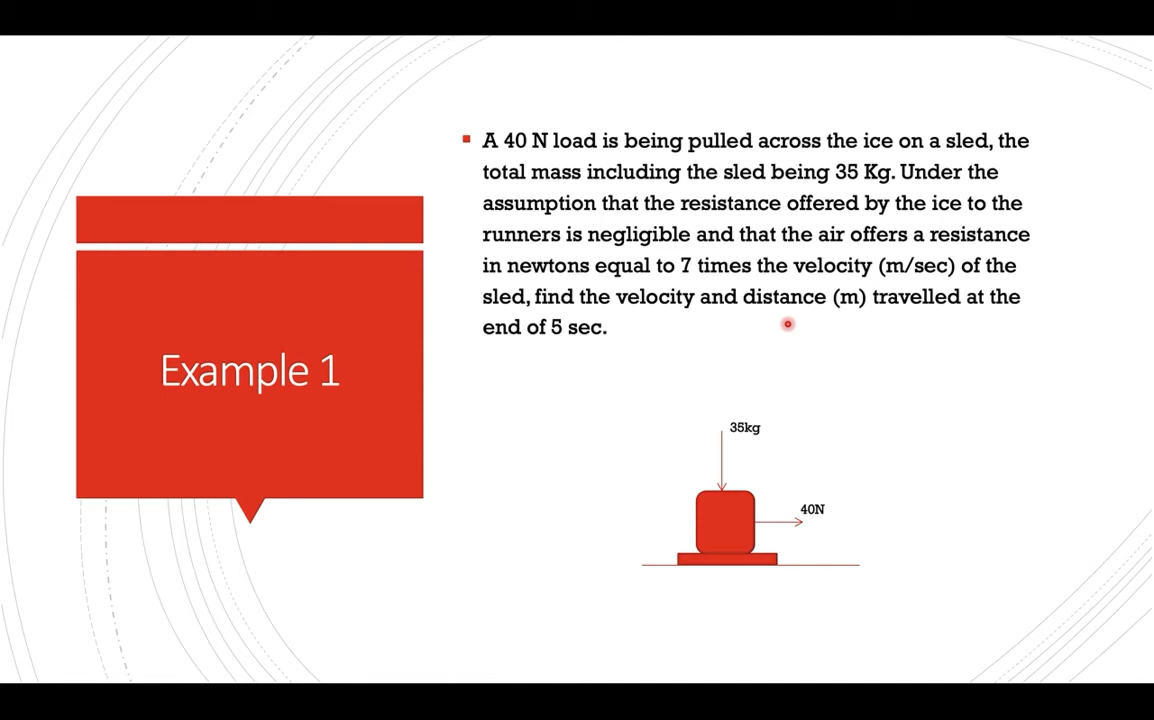 A 40 N load is being pulled across the ice on a sled, the
total mass including the sled being 35 Kg. Under the
assumption that the resistance offered by the ice to the
runners is negligible and that the air offers a resistance
in newtons equal to 7 times the velocity (m/sec) of the
sled, find the velocity and distance (m) travelled at the
end of 5 sec.
Example 1
35kg
40N